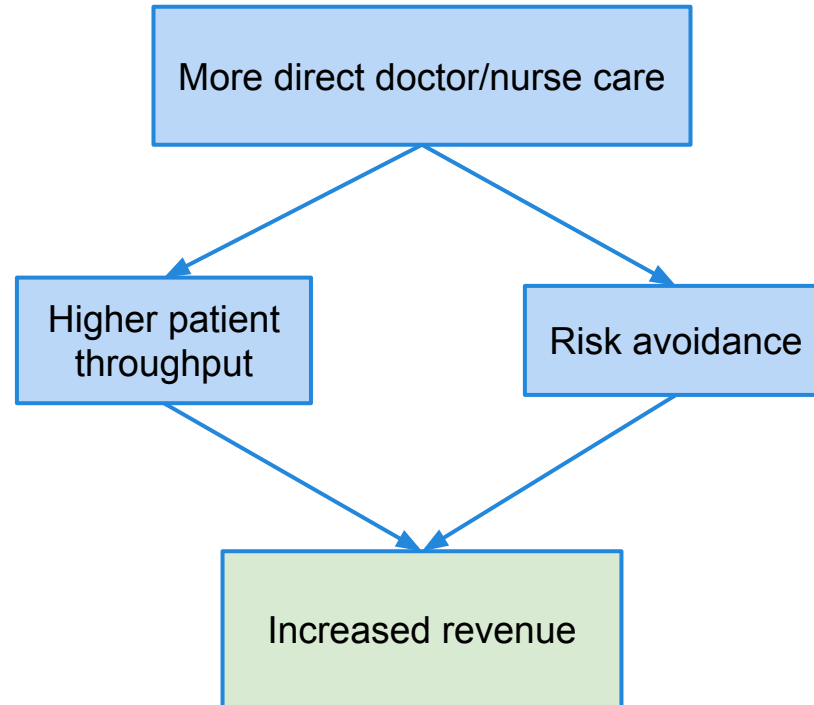 More direct doctor/nurse care
Higher patient
throughput
Risk avoidance
Increased revenue